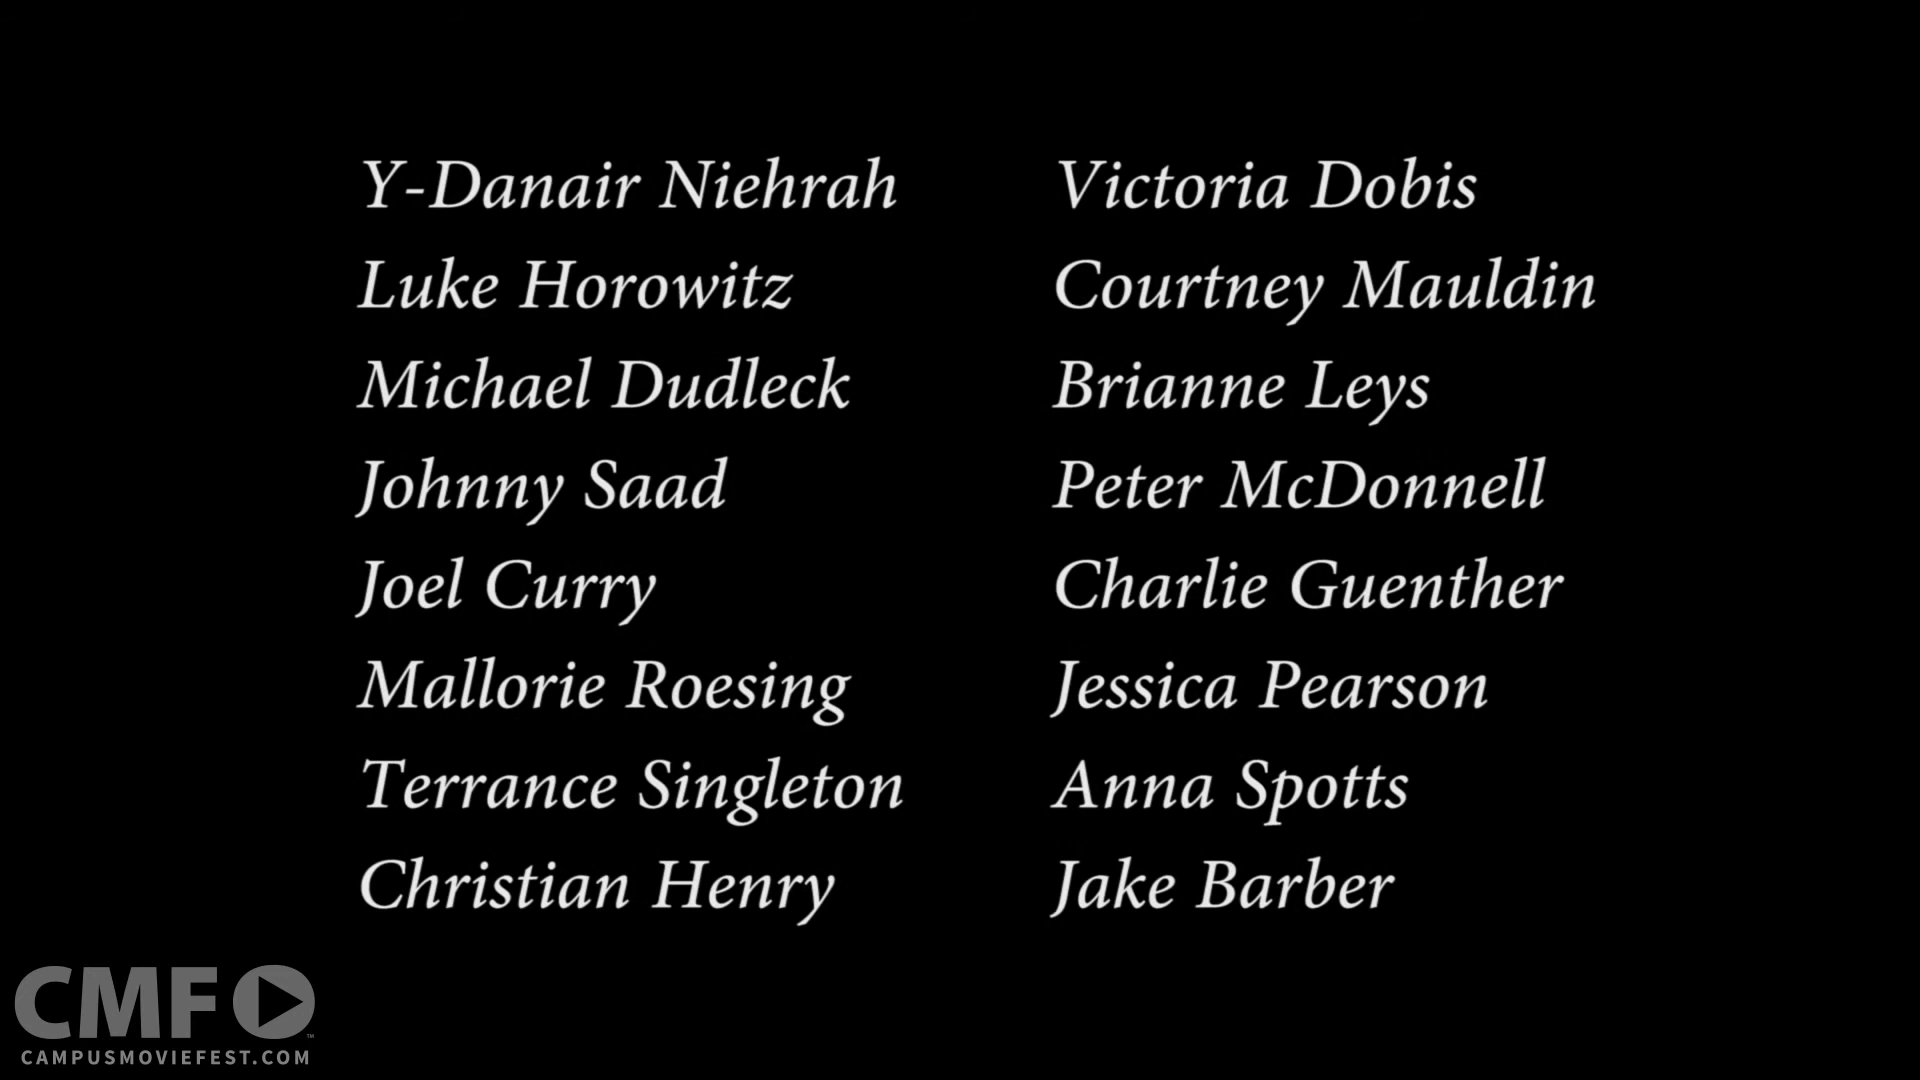 Y-Danair Niehrah
Luke Horowitz
Michael Dudleck
Johnny Saad
Joel Curry
Mallorie Roesing
Terrance Singleton
Christian Henry
Victoria Dobis
Courtney Mauldin
Brianne Leys
Peter McDonnell
Charlie Guenther
Jessica Pearson
Anna Spotts
Jake Barber
CMF
CAMPUSMOVIEFEST.COM